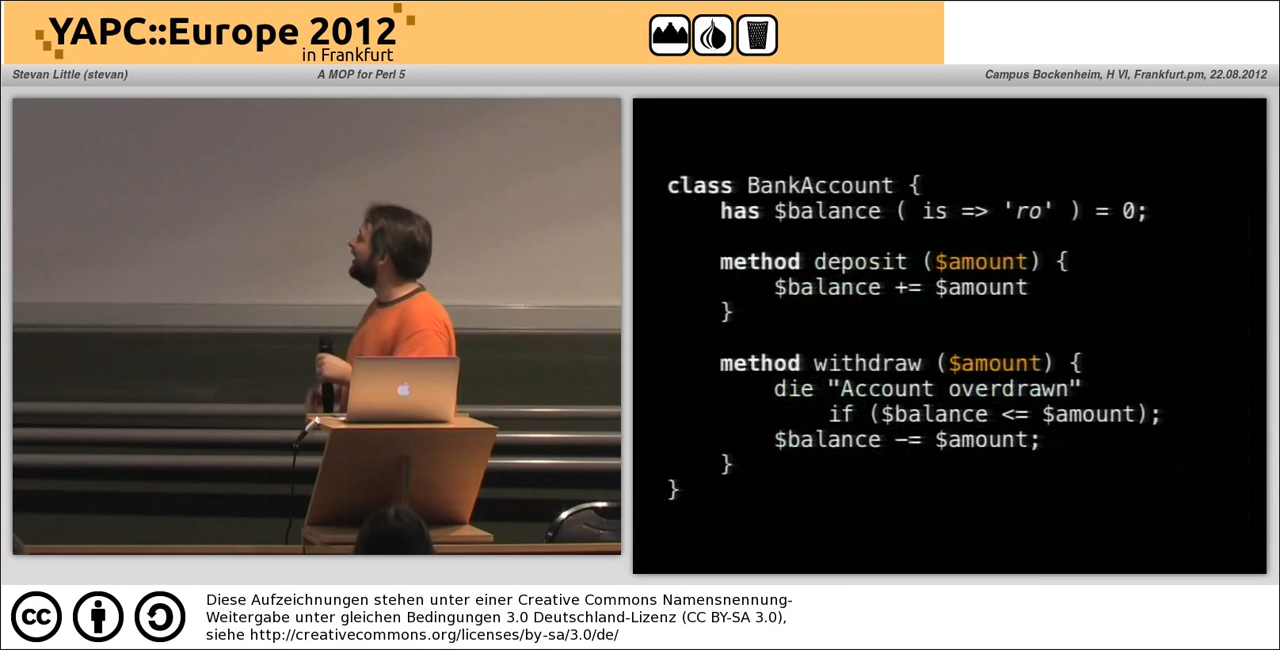 YAPC::Europe 2012
in Frankfurt
Stevan Little (stevan)
A MOP for Perl 5
Campus Bockenheim, H VI, Frankfurt.pm, 22.08.2012
class BankAccount {
has $balance ( is => 'ro' ) = 0;
method deposit ($amount) {
$balance += $amount
}
method withdraw ($amount) {
die "Account overdrawn"
if ($balance <= $amount);
$balance -= $amount;
}
}
cc
Diese Aufzeichnungen stehen unter einer Creative Commons Namensnennung-
Weitergabe unter gleichen Bedingungen 3.0 Deutschland-Lizenz (CC BY-SA 3.0),
siehe http://creativecommons.org/licenses/by-sa/3.0/de/